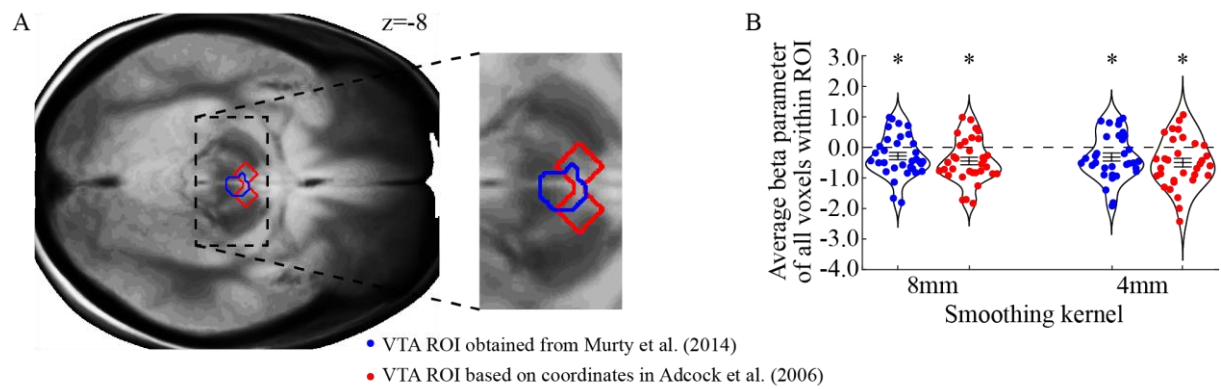 A
z=-8
VTA ROI obtained from Murty et al. (2014)
VTA ROI based on coordinates in Adcock et al. (2006)
B
Average beta parameter
of all voxels within ROI
3.0
2.0
1.0
0.0
-1.0
-2.0
-3.0
-4.0
* * * *
8mm 4mm
Smoothing kernel